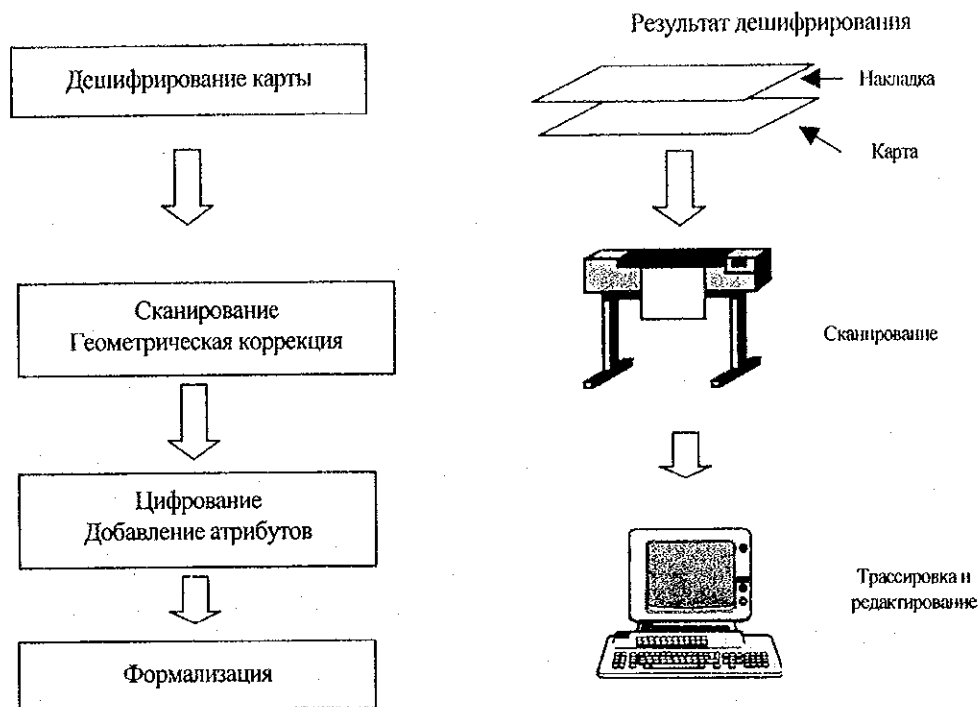 Результат дешифрирования
Дешифрирование карты
Накладка
Карта
Сканирование
Геометрическая коррекция
Сканирование
Цифрование
Добавление атрибутов
Трассировка и
редактирование
Формализация